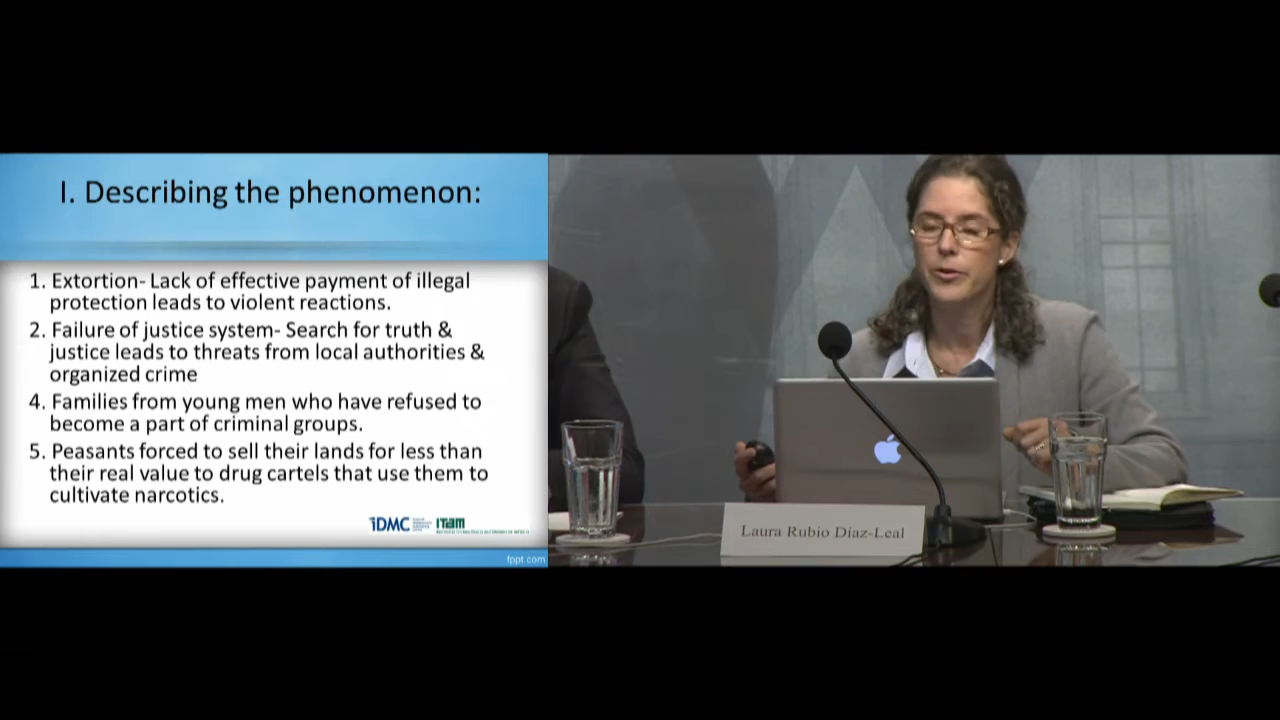 I. Describing the phenomenon:
1. Extortion- Lack of effective payment of illegal
protection leads to violent reactions.
2. Failure of justice system- Search for truth &
justice leads to threats from local authorities &
organized crime
4. Families from young men who have refused to
become a part of criminal groups.
5. Peasants forced to sell their lands for less than
their real value to drug cartels that use them to
cultivate narcotics.
iDMC
ITAM
fppt.com
Laura Rubio Díaz-Leal